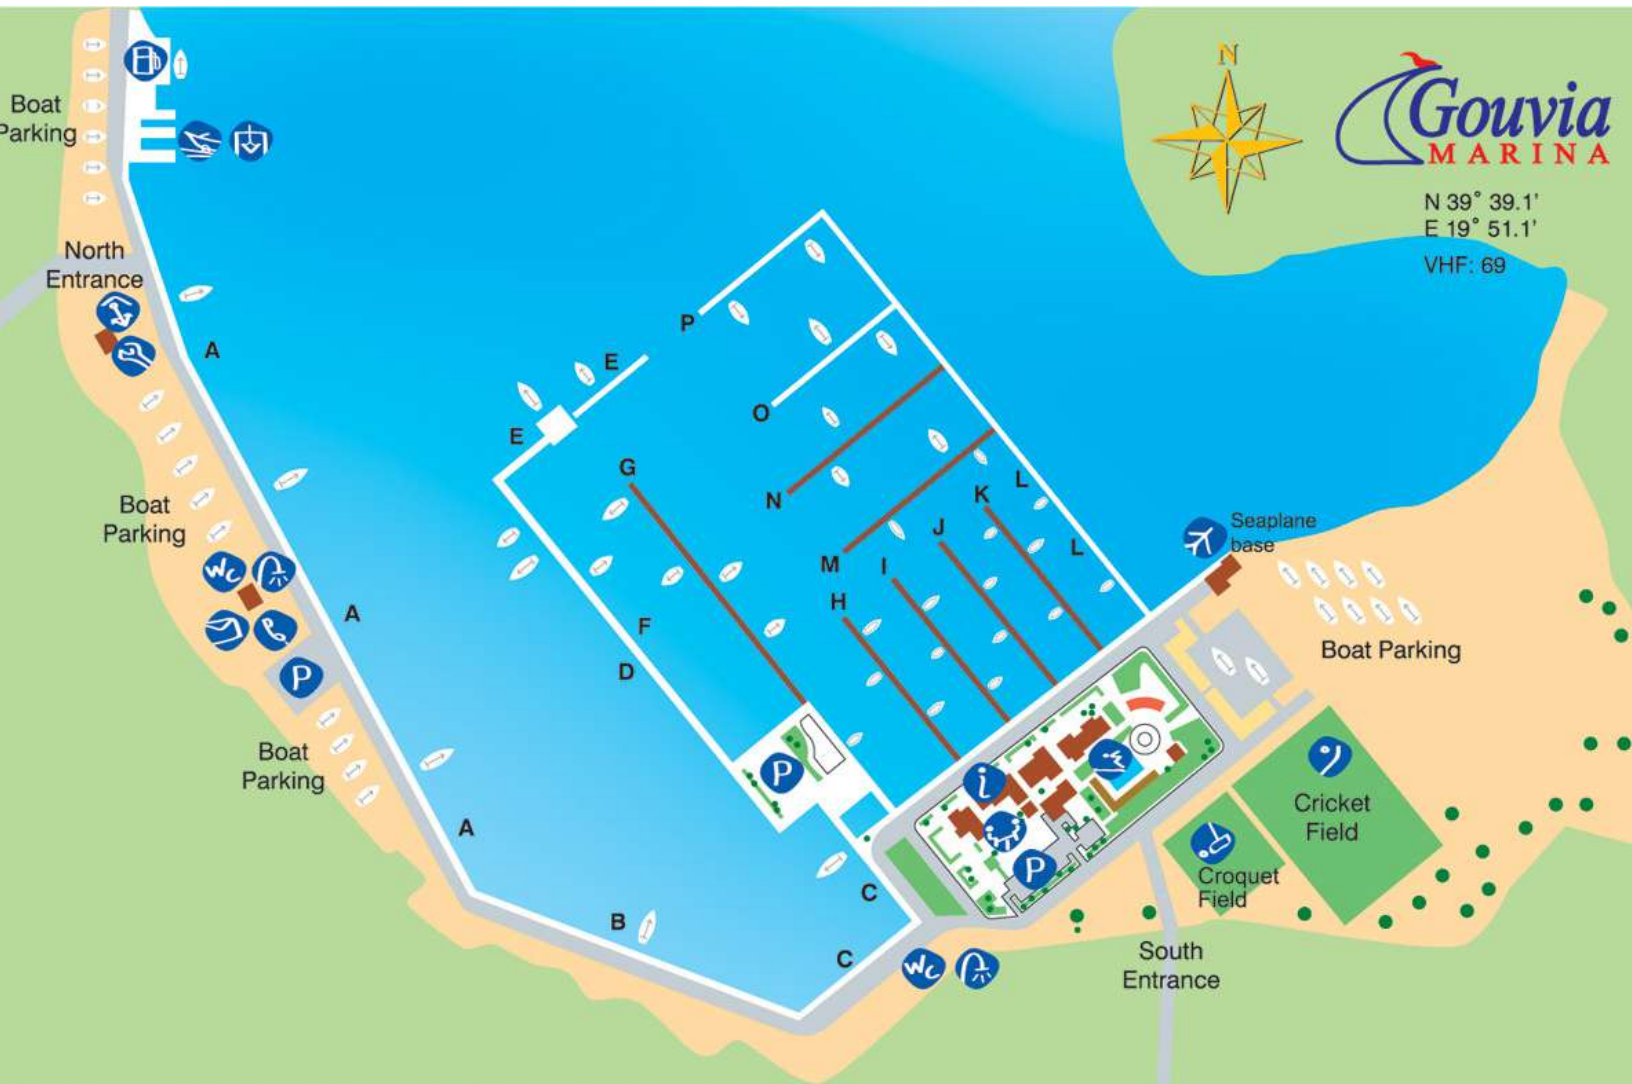 N
Gouvia
MARINA
N 39° 39.1'
E 19° 51.1'
VHF: 69
Boat
Parking
North
Entrance
A
P
E
E
O
G
N
K
L
J
L
M
I
H
Seaplane
base
Boat
Parking
WC
A
F
D
P
Boat Parking
Boat
Parking
P
i
A
Cricket
Field
P
Croquet
Field
C
B
C
WC
South
Entrance